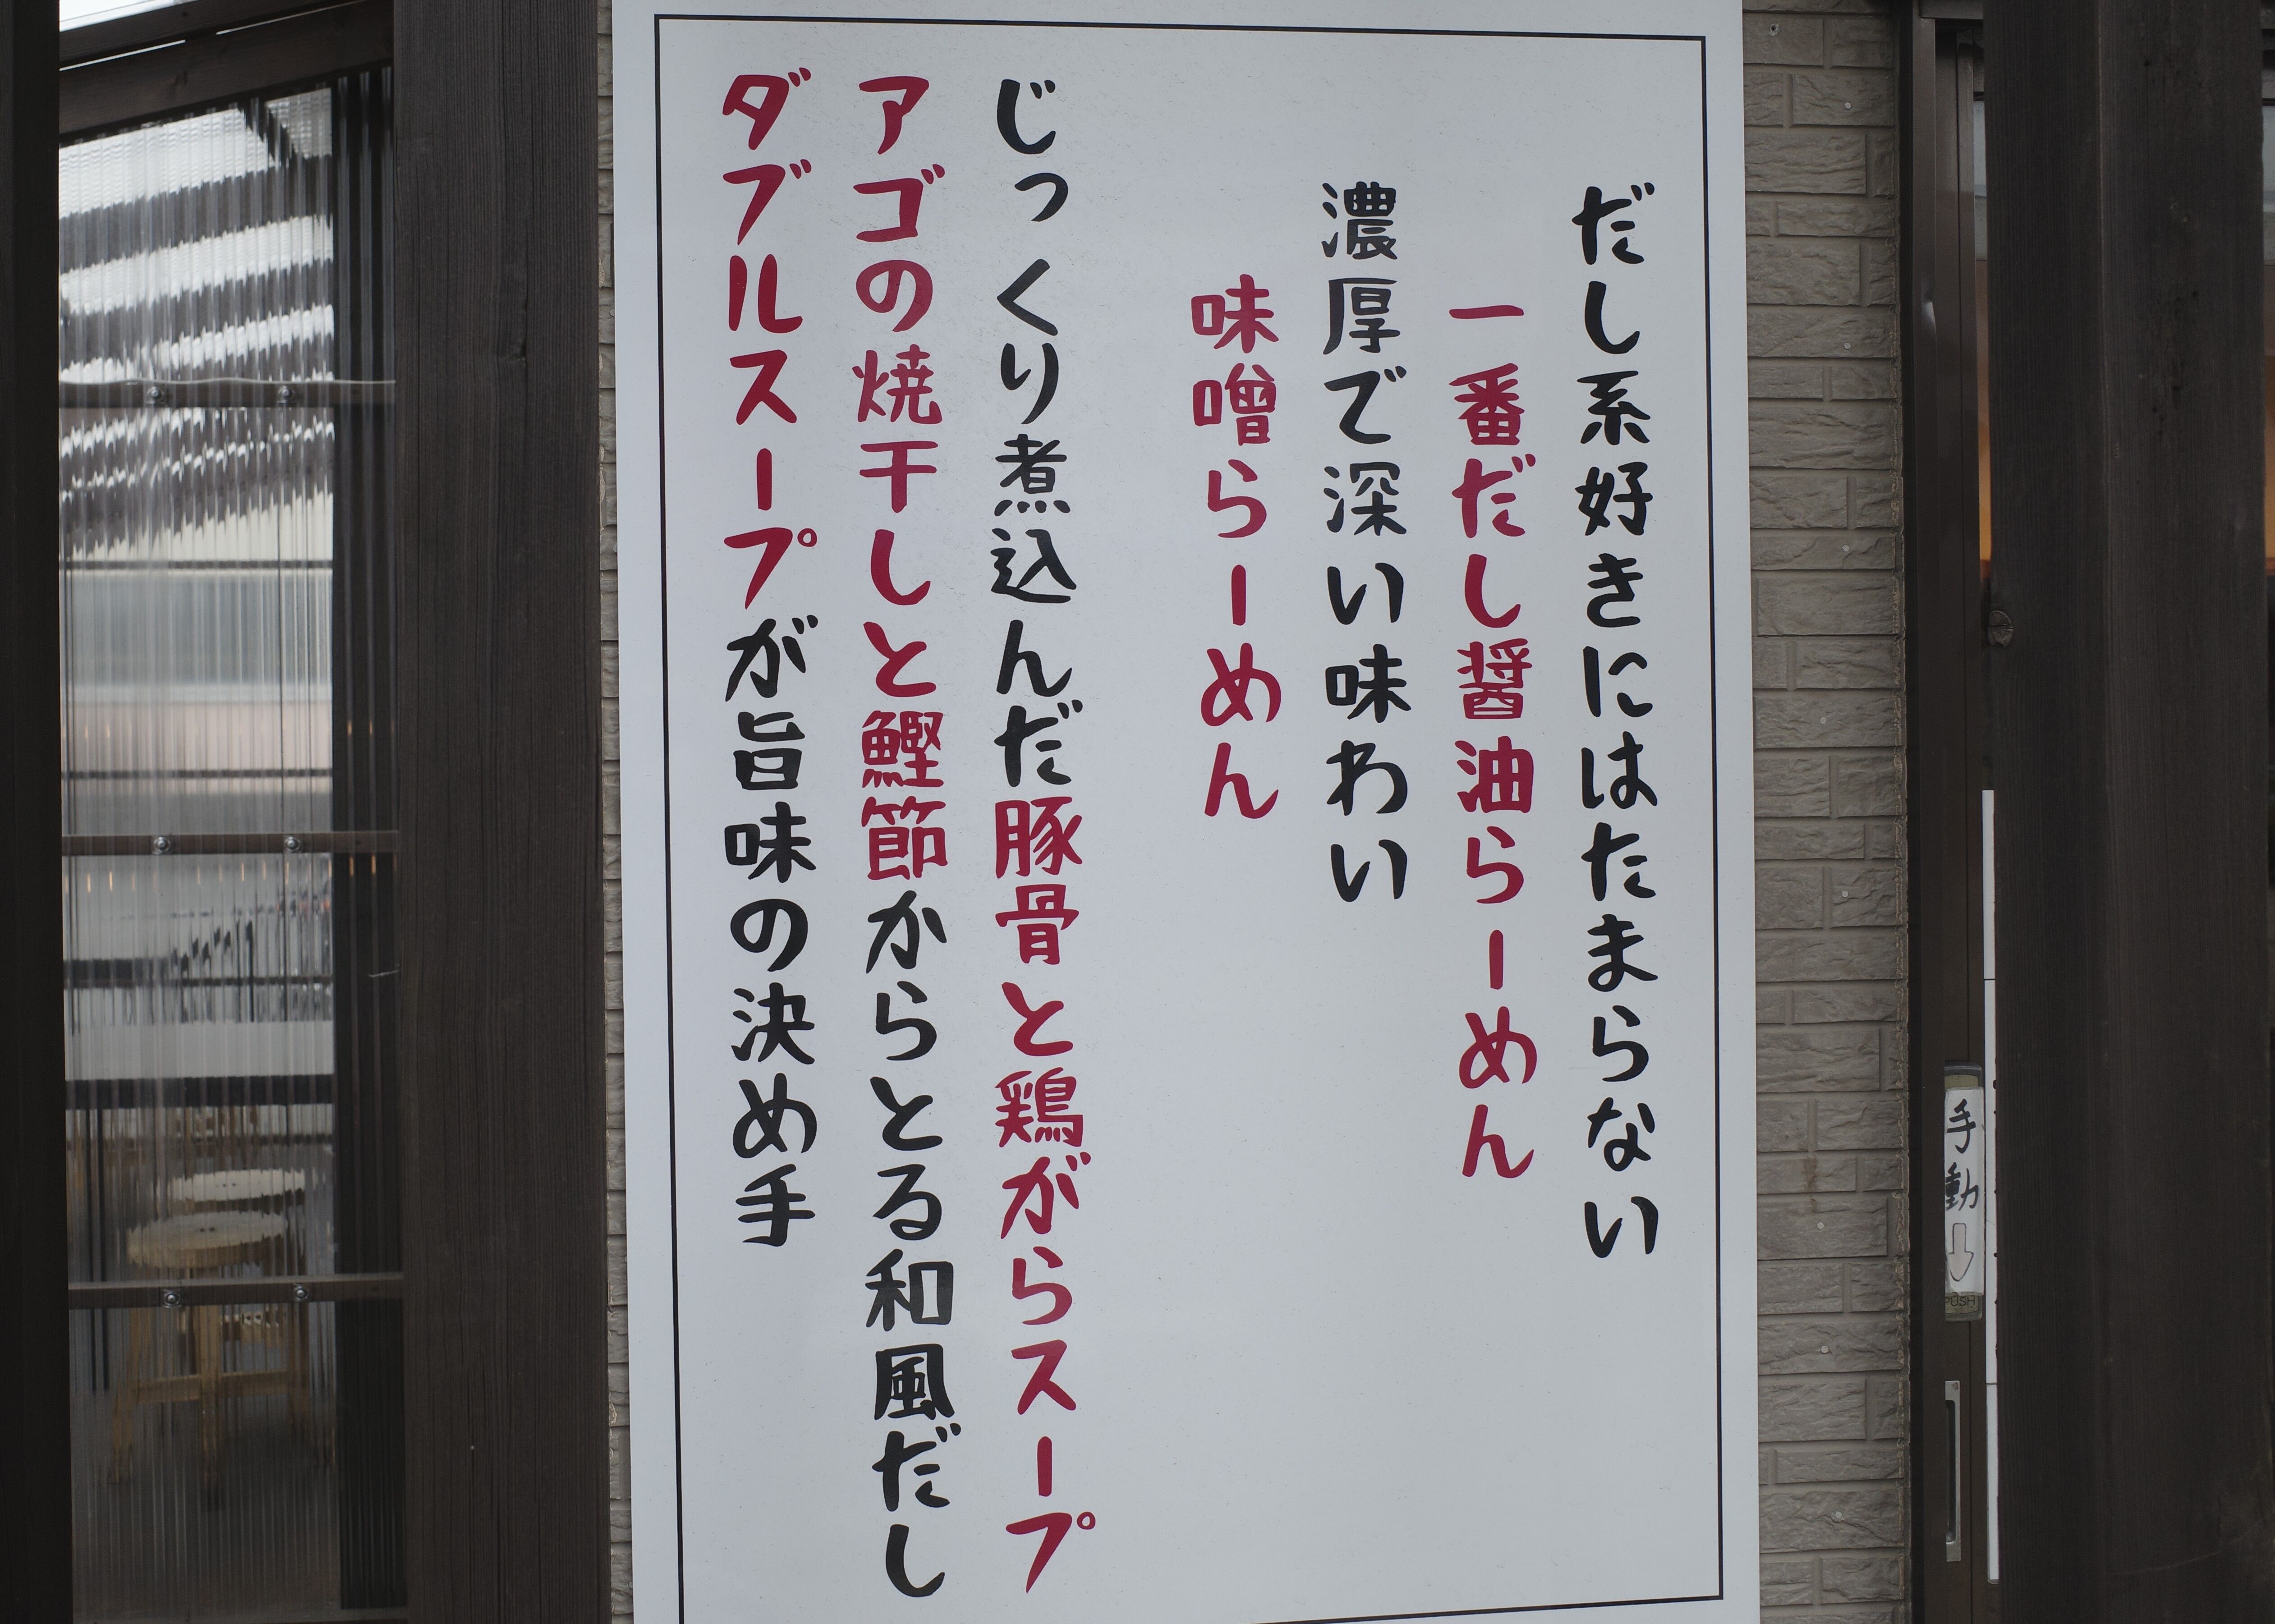 だし系好きにはたまらない
一番だし醤油らーめん
濃厚で深い味わい
味噌らーめん
じっくり煮込んだ豚骨と鶏がらスープ
アゴの焼干しと鰹節からとる和風だし
ダブルスープが旨味の決め手
手動
↓
PUSH